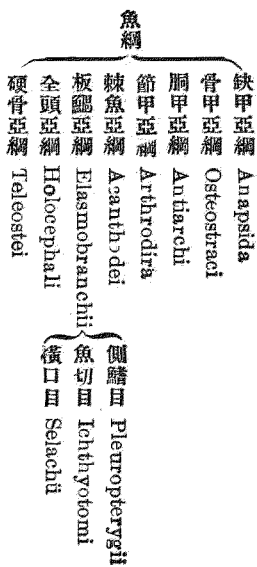 魚綱
缺甲亞綱 Anapsida
骨甲亞綱 Osteostraci
胴甲亞綱 Antiarchi
節甲亞綱 Arthrodira
棘魚亞綱 Acanthodei
板鰓亞綱 Elasmobranchii
側鰭目 Pleuropterygii
魚切目 Ichthyotomi
橫口目 Selachii
全頭亞綱 Holocephali
硬骨亞綱 Teleostei